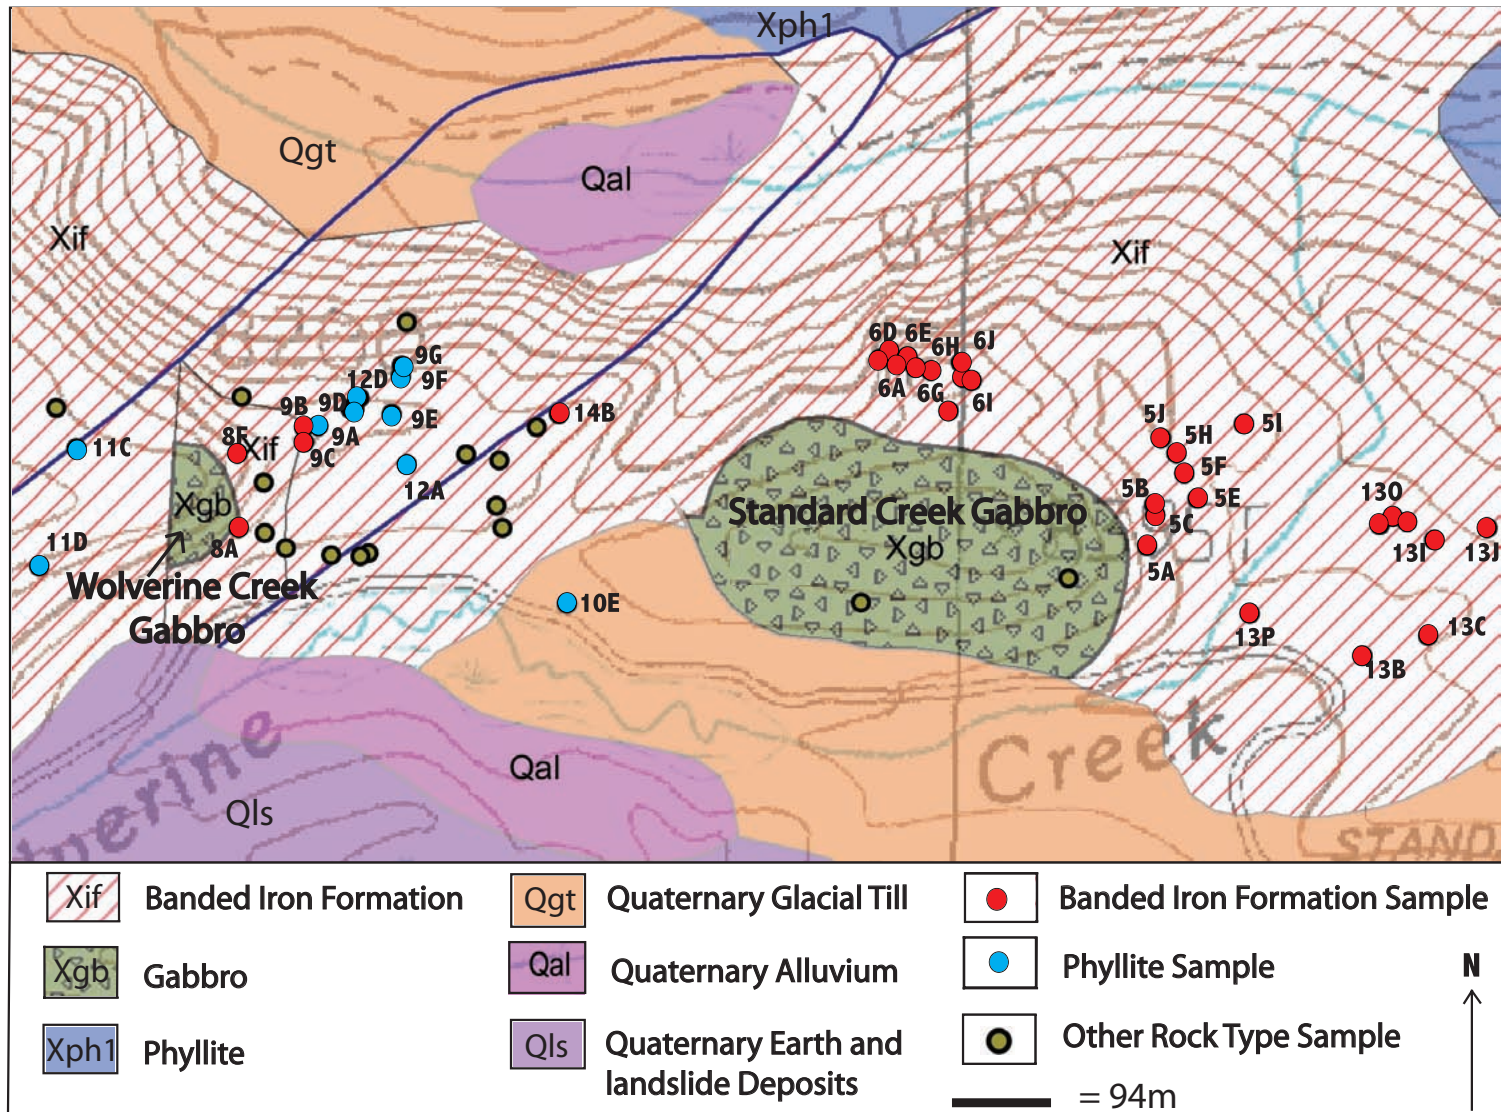 Xph1
Qgt
Qal
Xif
Xif
6D
6E
6H
6J
6A
6G
6I
9G
12D
9F
9B
9D
9E
9A
9C
14B
8F
Xif
11C
12A
5J
5I
5H
5F
5E
5B
5C
5A
13O
13I
13J
Xgb
8A
11D
Standard Creek Gabbro
Xgb
Wolverine Creek
Gabbro
10E
13P
13C
13B
verine
Creek
Qal
Qls
STAND
Xif Banded Iron Formation
Xgb Gabbro
Xph1 Phyllite
Qgt Quaternary Glacial Till
Qal Quaternary Alluvium
Qls Quaternary Earth and
landslide Deposits
Banded Iron Formation Sample
Phyllite Sample
Other Rock Type Sample
= 94m
N